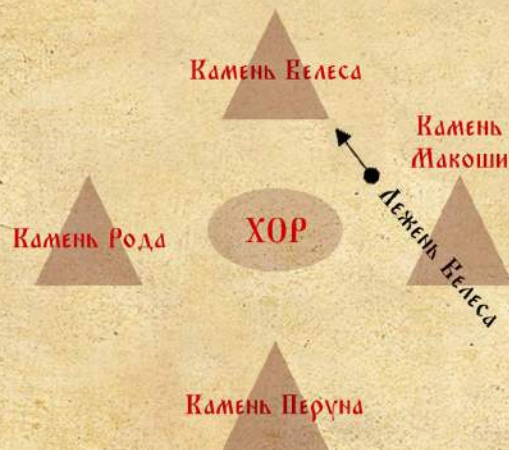 Камень Велеса
Камень
Макоши
Камень Рода
ХОР
Лежень Велеса
Камень Перуна